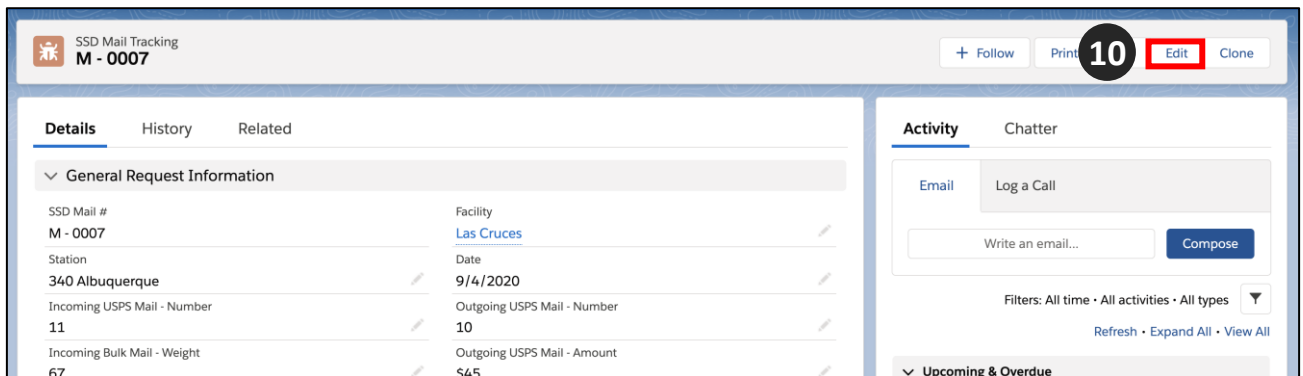 SSD Mail Tracking
M - 0007
+ Follow
Print
10
Edit
Clone
Details History Related
General Request Information
SSD Mail #
M - 0007
Facility
Las Cruces
Station
340 Albuquerque
Date
9/4/2020
Incoming USPS Mail - Number
11
Outgoing USPS Mail - Number
10
Incoming Bulk Mail - Weight
67
Outgoing USPS Mail - Amount
$45
Activity Chatter
Email Log a Call
Write an email...
Compose
Filters: All time • All activities • All types
Refresh • Expand All • View All
Upcoming & Overdue